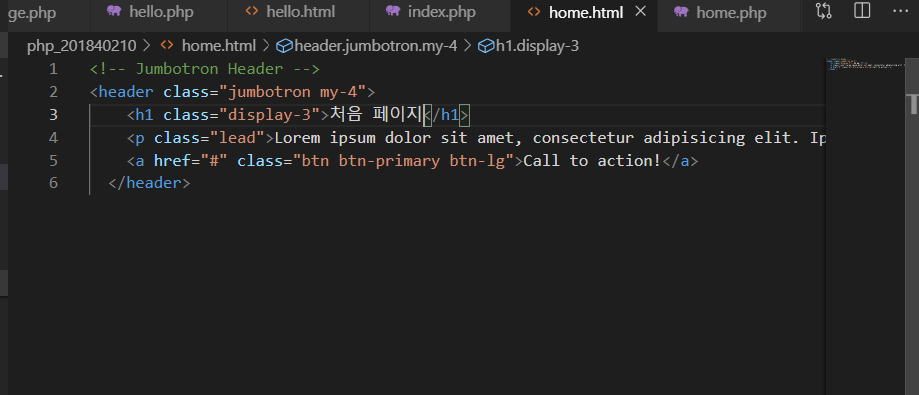 ge.php hello.php hello.html index.php home.html home.php
php_201840210 > home.html > header.jumbotron.my-4 > h1.display-3
1 <!-- Jumbotron Header -->
2 <header class="jumbotron my-4">
3 <h1 class="display-3">처음 페이지</h1>
4 <p class="lead">Lorem ipsum dolor sit amet, consectetur adipisicing elit. Ip
5 <a href="#" class="btn btn-primary btn-lg">Call to action!</a>
6 </header>